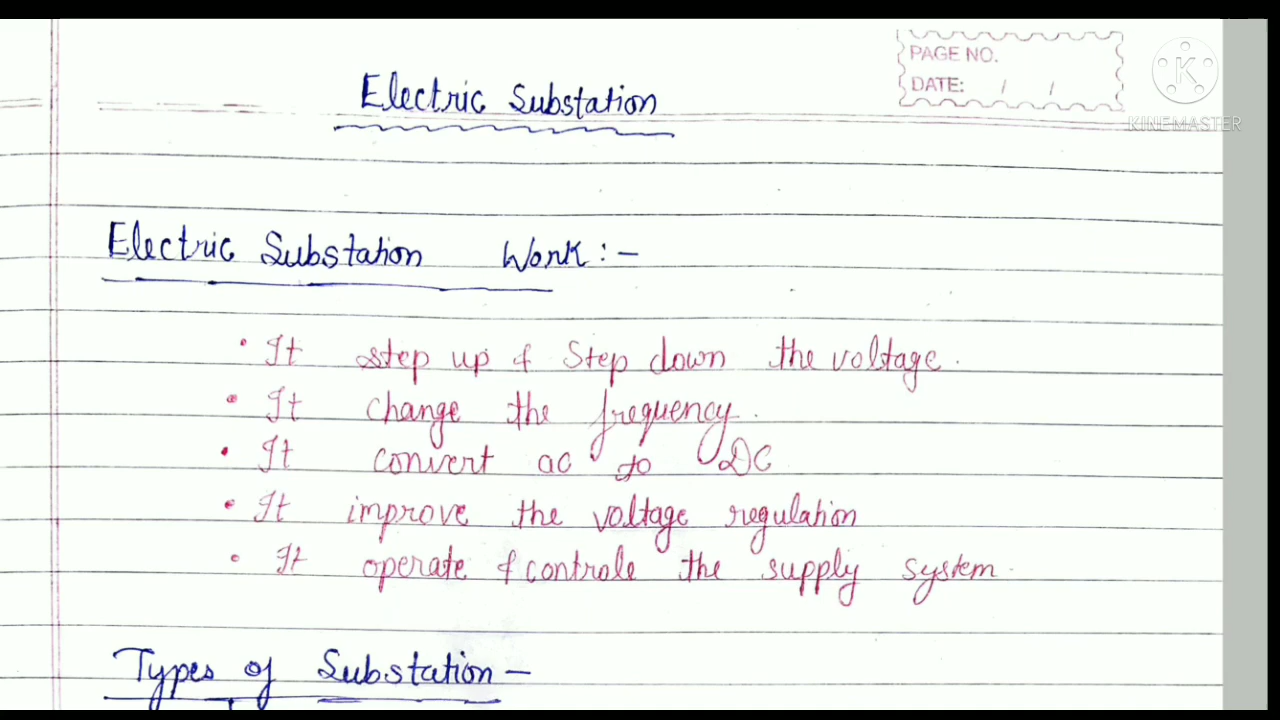 PAGE NO.
DATE: / /
KINEMASTER
Electric Substation
Electric Substation Work :-
• It step up & Step down the voltage.
• It change the frequency.
• It convert ac to DC
• It improve the voltage regulation
• It operate & controle the supply system.
Types of Substation -